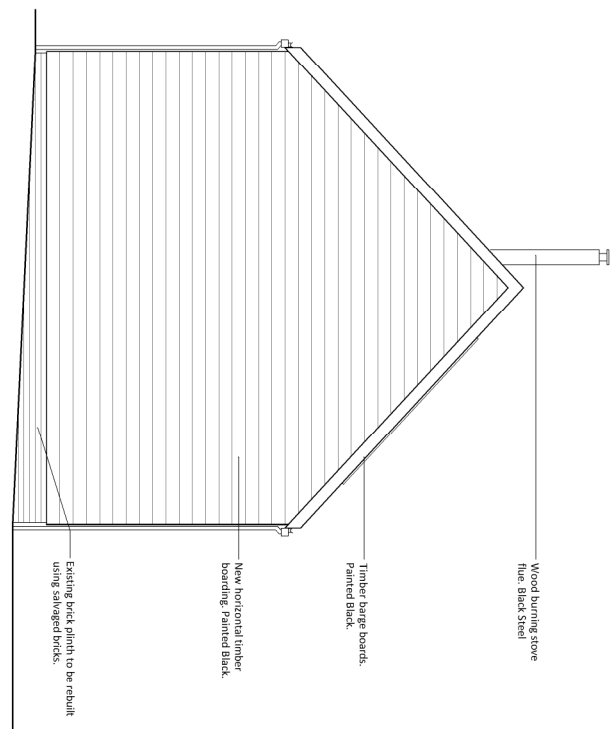 Wood burning stove
flue. Black Steel
Timber barge boards.
Painted Black.
New horizontal timber
boarding. Painted Black.
Existing brick plinth to be rebuilt
using salvaged bricks.